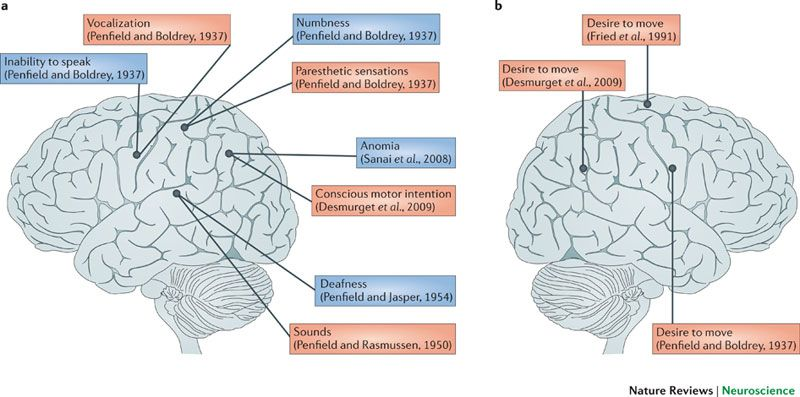 a
Vocalization
(Penfield and Boldrey, 1937)
Numbness
(Penfield and Boldrey, 1937)
Inability to speak
(Penfield and Boldrey, 1937)
Paresthetic sensations
(Penfield and Boldrey, 1937)
Anomia
(Sanai et al., 2008)
Conscious motor intention
(Desmurget et al., 2009)
Deafness
(Penfield and Jasper, 1954)
Sounds
(Penfield and Rasmussen, 1950)
b
Desire to move
(Fried et al., 1991)
Desire to move
(Desmurget et al., 2009)
Desire to move
(Penfield and Boldrey, 1937)
Nature Reviews | Neuroscience